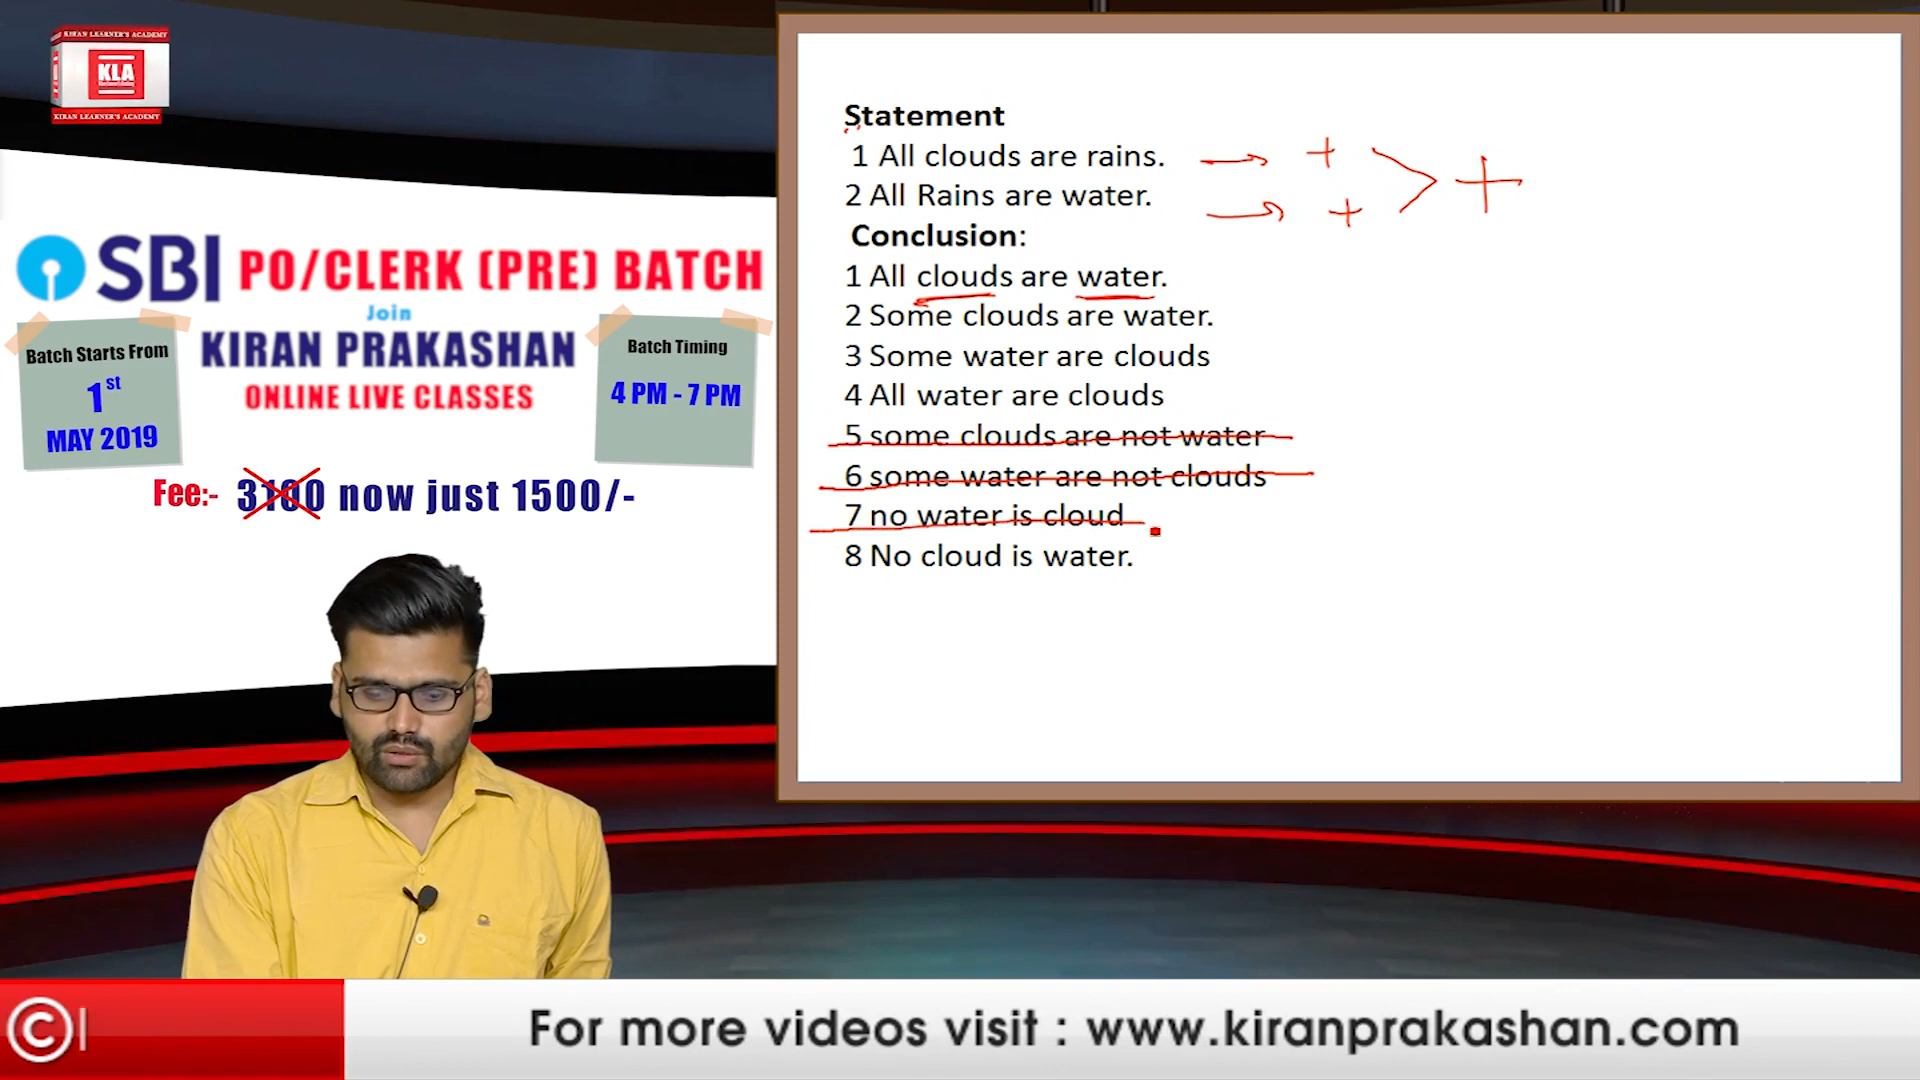 KIRAN LEARNER'S ACADEMY
KLA
KIRAN LEARNER'S ACADEMY
SBI PO/CLERK (PRE) BATCH
Join
KIRAN PRAKASHAN
ONLINE LIVE CLASSES
Batch Starts From
1st
MAY 2019
Batch Timing
4 PM - 7 PM
Fee:- 3100 now just 1500/-
Statement
1 All clouds are rains. → +
2 All Rains are water. → + > +
Conclusion:
1 All clouds are water.
2 Some clouds are water.
3 Some water are clouds
4 All water are clouds
5 some clouds are not water
6 some water are not clouds
7 no water is cloud
8 No cloud is water.
© |
For more videos visit : www.kiranprakashan.com